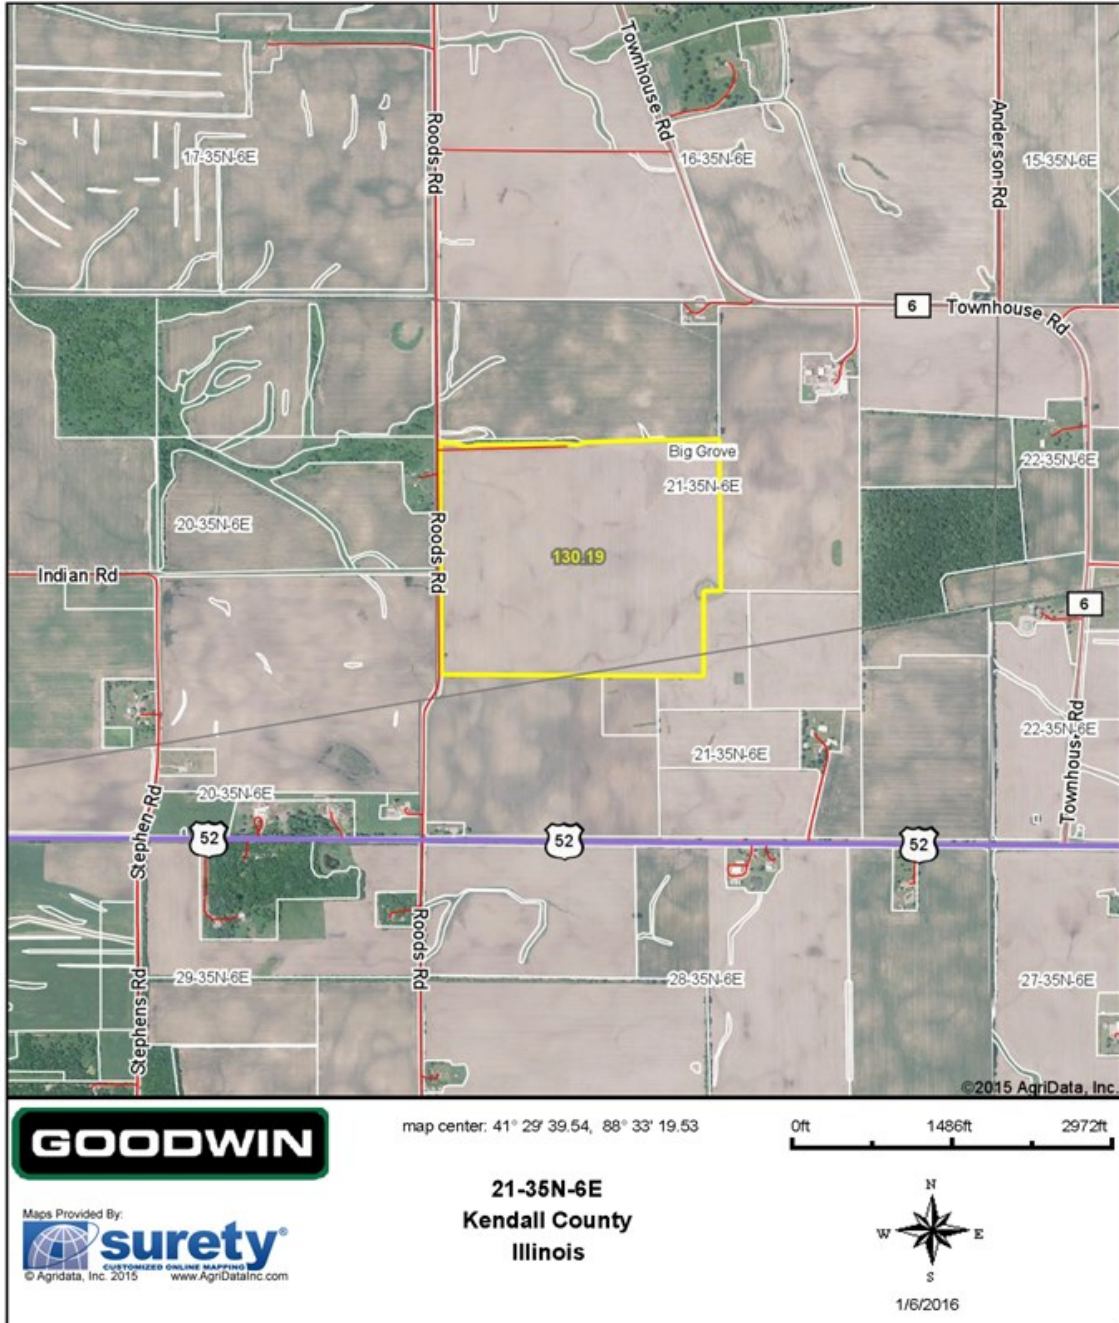 Townhouse Rd
Roods Rd
Anderson Rd
17-35N-6E
16-35N-6E
15-35N-6E
6
Townhouse Rd
Big Grove
21-35N-6E
22-35N-6E
20-35N-6E
Roods Rd
130.19
Indian Rd
6
21-35N-6E
22-35N-6E
Townhouse Rd
20-35N-6E
Stephen Rd
52
52
52
Roods Rd
29-35N-6E
28-35N-6E
27-35N-6E
Stephens Rd
©2015 AgriData, Inc.
GOODWIN
map center: 41° 29' 39.54, 88° 33' 19.53
0ft 1486ft 2972ft
21-35N-6E
Kendall County
Illinois
Maps Provided By:
surety®
CUSTOMIZED ONLINE MAPPING
© Agridata, Inc. 2015 www.AgriDataInc.com
N
W E
S
1/6/2016